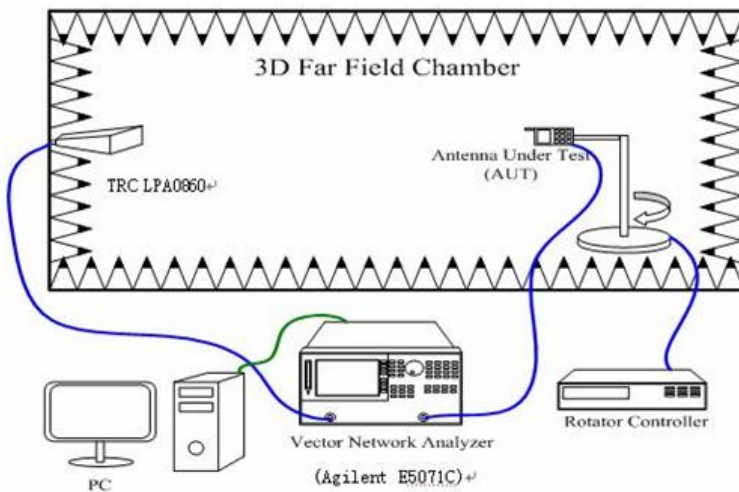 3D Far Field Chamber
TRC LPA0860↵
Antenna Under Test
(AUT)
Vector Network Analyzer
(Agilent E5071C)↵
Rotator Controller
PC